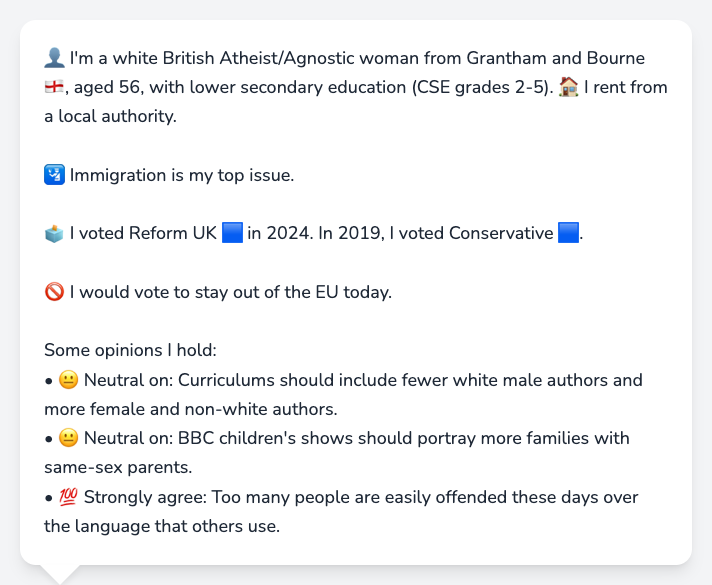 👤 I'm a white British Atheist/Agnostic woman from Grantham and Bourne
🏴󠁧󠁢󠁥󠁮󠁧󠁿, aged 56, with lower secondary education (CSE grades 2-5). 🏠 I rent from
a local authority.
🛂 Immigration is my top issue.
🗳️ I voted Reform UK 🟦 in 2024. In 2019, I voted Conservative 🟦.
🚫 I would vote to stay out of the EU today.
Some opinions I hold:
• 😐 Neutral on: Curriculums should include fewer white male authors and
more female and non-white authors.
• 😐 Neutral on: BBC children's shows should portray more families with
same-sex parents.
• 💯 Strongly agree: Too many people are easily offended these days over
the language that others use.